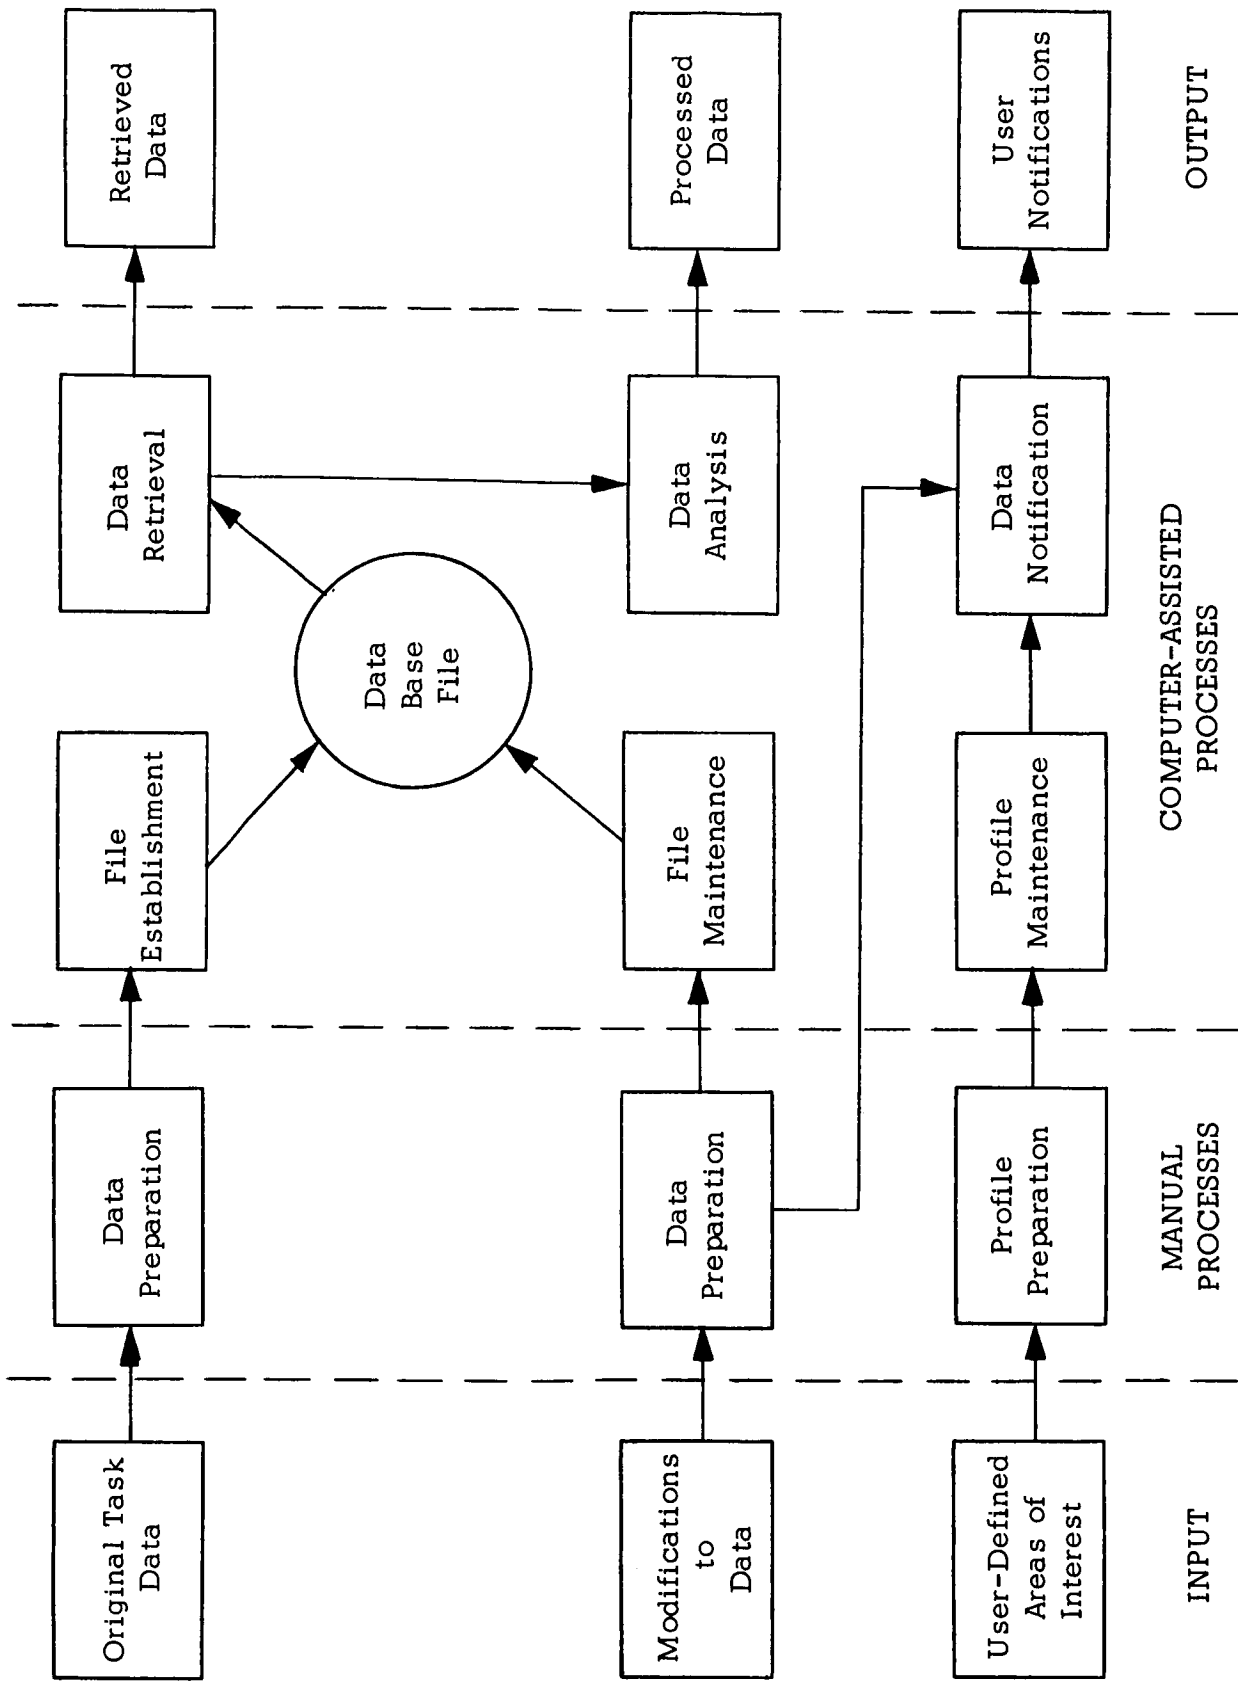 Original Task
Data
Data
Preparation
File
Establishment
Data
Retrieval
Retrieved
Data
Data
Base
File
Modifications
to
Data
Data
Preparation
File
Maintenance
Data
Analysis
Processed
Data
User-Defined
Areas of
Interest
Profile
Preparation
Profile
Maintenance
Data
Notification
User
Notifications
INPUT
MANUAL
PROCESSES
COMPUTER-ASSISTED
PROCESSES
OUTPUT